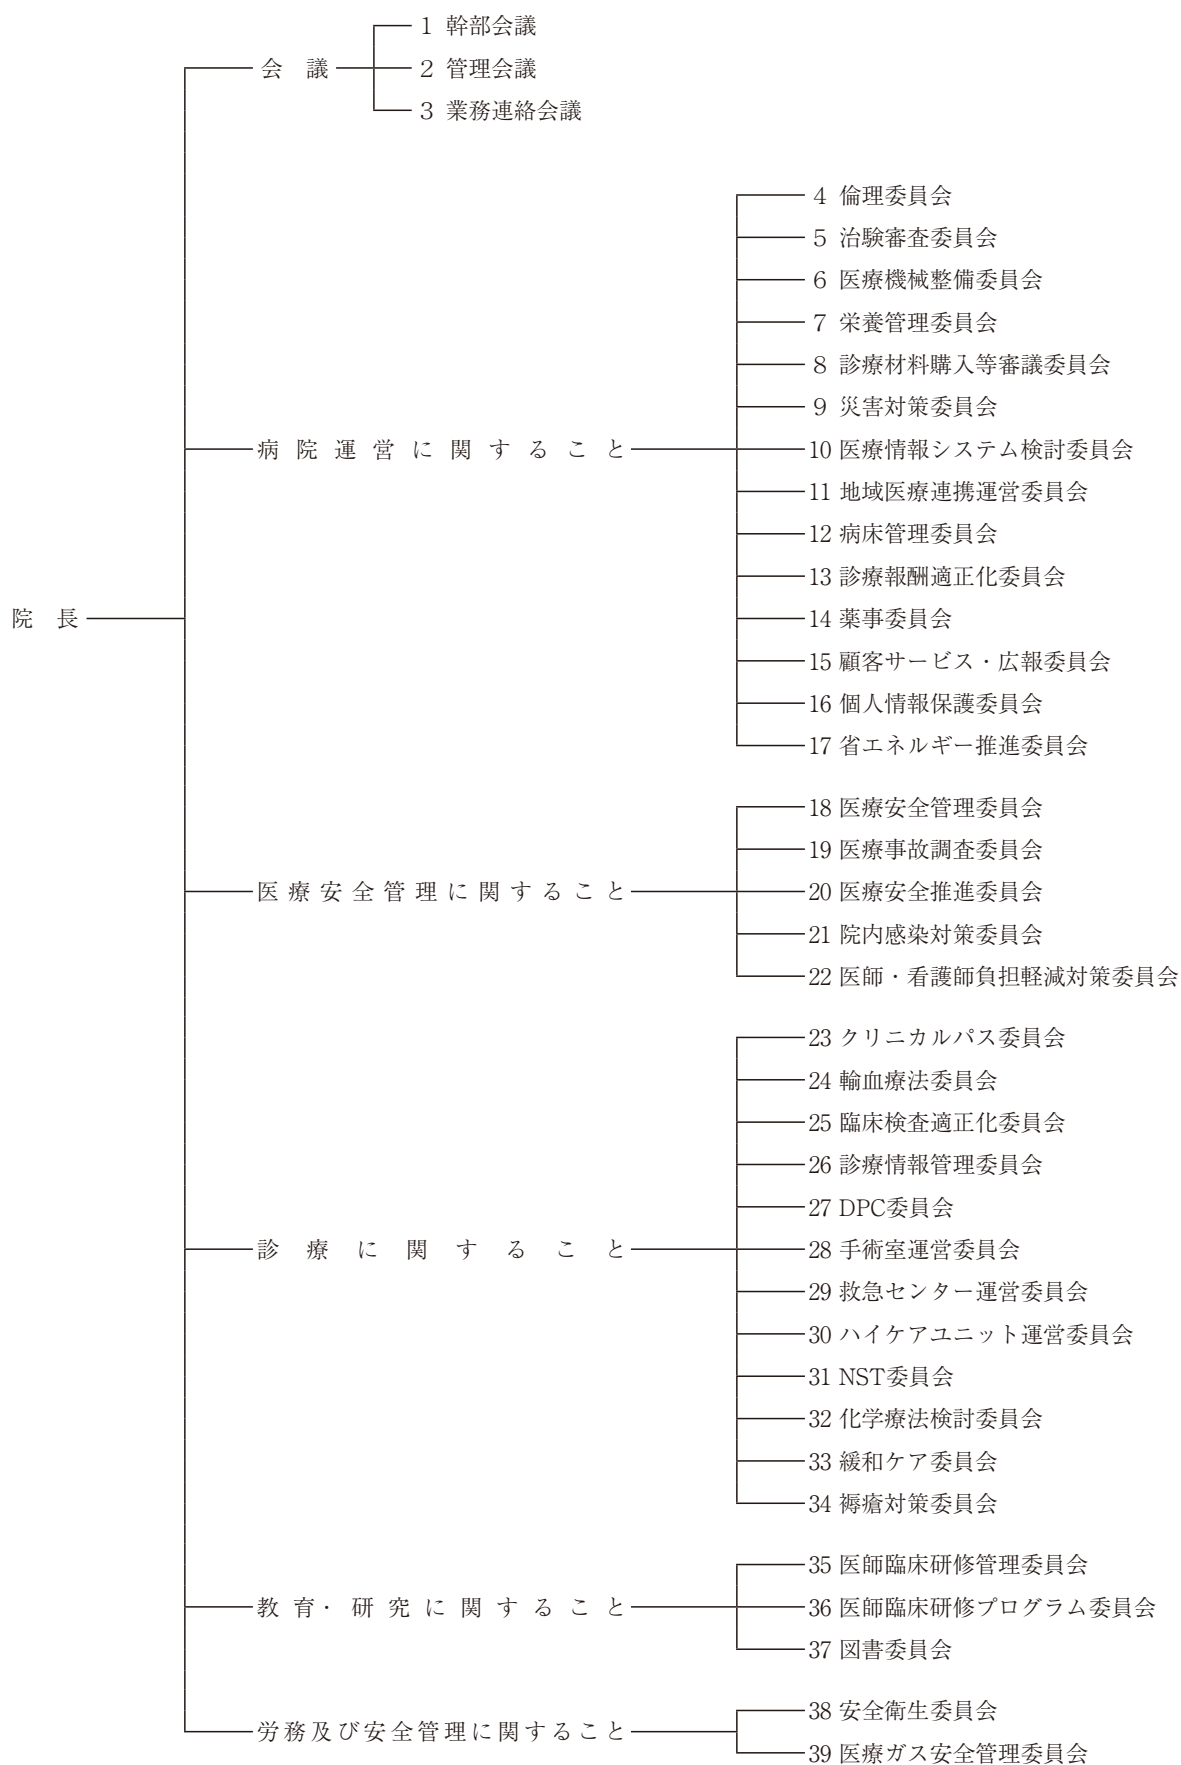 院　長
会　議
1 幹部会議
2 管理会議
3 業務連絡会議
病院運営に関すること
4 倫理委員会
5 治験審査委員会
6 医療機械整備委員会
7 栄養管理委員会
8 診療材料購入等審議委員会
9 災害対策委員会
10 医療情報システム検討委員会
11 地域医療連携運営委員会
12 病床管理委員会
13 診療報酬適正化委員会
14 薬事委員会
15 顧客サービス・広報委員会
16 個人情報保護委員会
17 省エネルギー推進委員会
医療安全管理に関すること
18 医療安全管理委員会
19 医療事故調査委員会
20 医療安全推進委員会
21 院内感染対策委員会
22 医師・看護師負担軽減対策委員会
診療に関すること
23 クリニカルパス委員会
24 輸血療法委員会
25 臨床検査適正化委員会
26 診療情報管理委員会
27 DPC委員会
28 手術室運営委員会
29 救急センター運営委員会
30 ハイケアユニット運営委員会
31 NST委員会
32 化学療法検討委員会
33 緩和ケア委員会
34 褥瘡対策委員会
教育・研究に関すること
35 医師臨床研修管理委員会
36 医師臨床研修プログラム委員会
37 図書委員会
労務及び安全管理に関すること
38 安全衛生委員会
39 医療ガス安全管理委員会